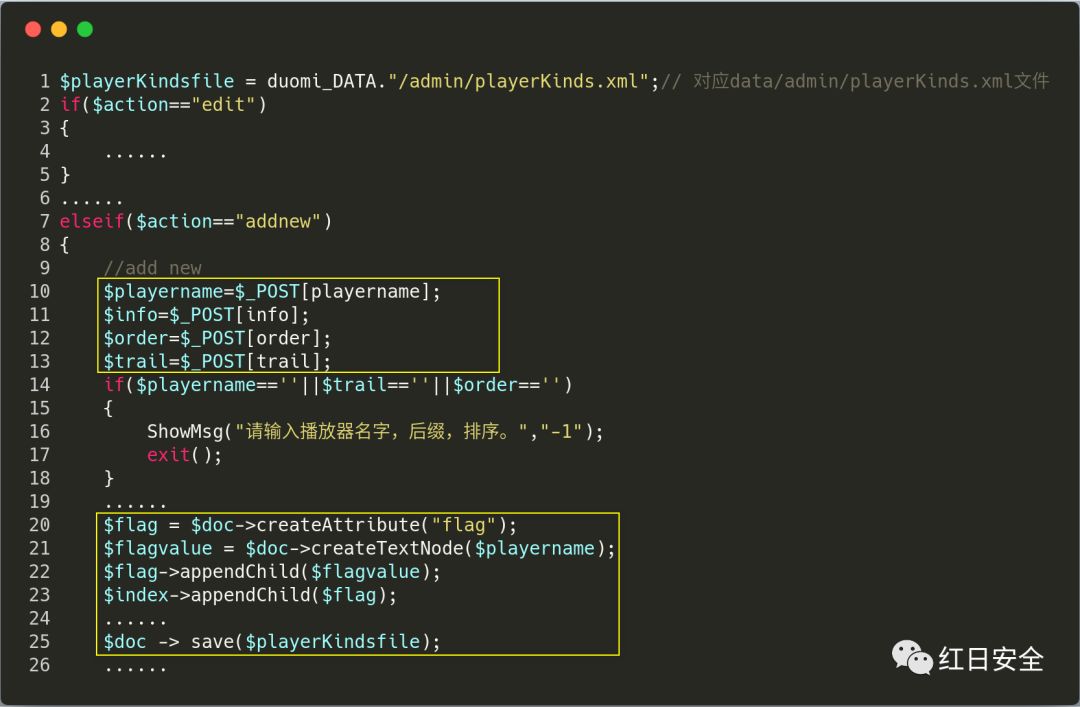 1 $playerKindsfile = duomi_DATA."/admin/playerKinds.xml";// 对应data/admin/playerKinds.xml文件
2 if($action=="edit")
3 {
4     ......
5 }
6 ......
7 elseif($action=="addnew")
8 {
9     //add new
10     $playername=$_POST[playername];
11     $info=$_POST[info];
12     $order=$_POST[order];
13     $trail=$_POST[trail];
14     if($playername==''||$trail==''||$order=='')
15     {
16         ShowMsg("请输入播放器名字，后缀，排序。","-1");
17         exit();
18     }
19     ......
20     $flag = $doc->createAttribute("flag");
21     $flagvalue = $doc->createTextNode($playername);
22     $flag->appendChild($flagvalue);
23     $index->appendChild($flag);
24     ......
25     $doc -> save($playerKindsfile);
26     ......
红日安全